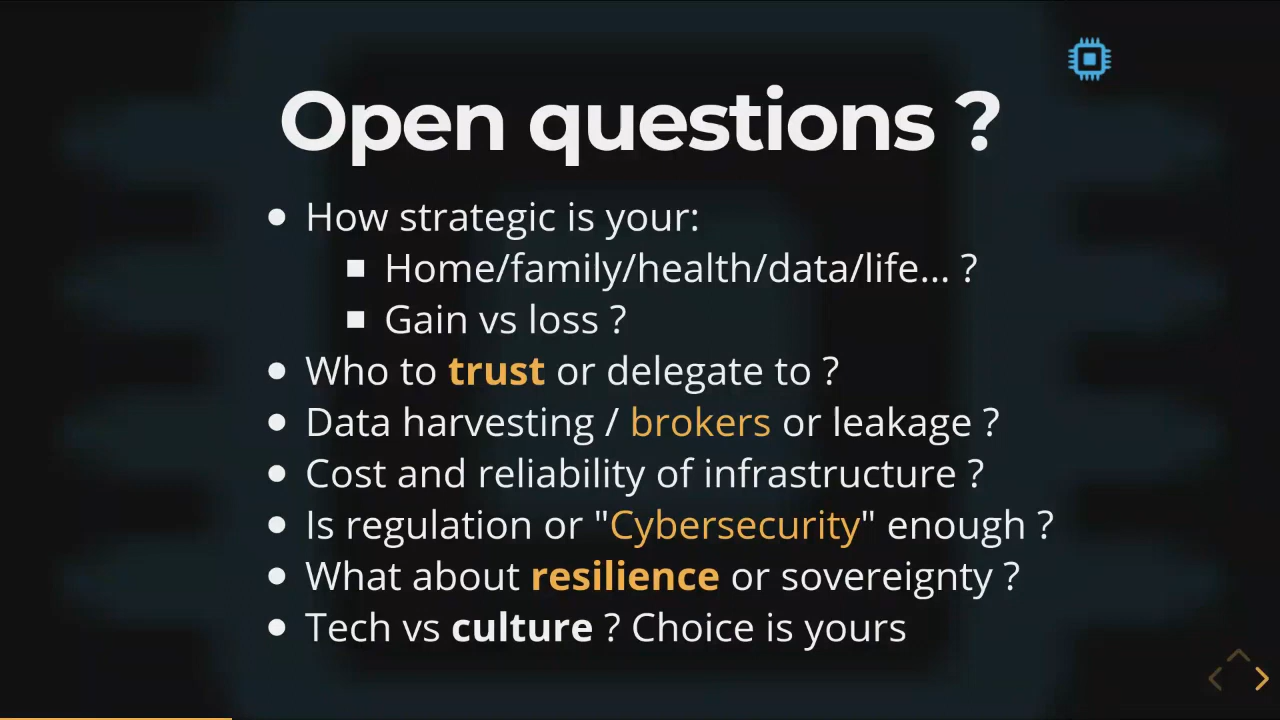 Open questions ?
How strategic is your:
Home/family/health/data/life... ?
Gain vs loss ?
Who to trust or delegate to ?
Data harvesting / brokers or leakage ?
Cost and reliability of infrastructure ?
Is regulation or "Cybersecurity" enough ?
What about resilience or sovereignty ?
Tech vs culture ? Choice is yours